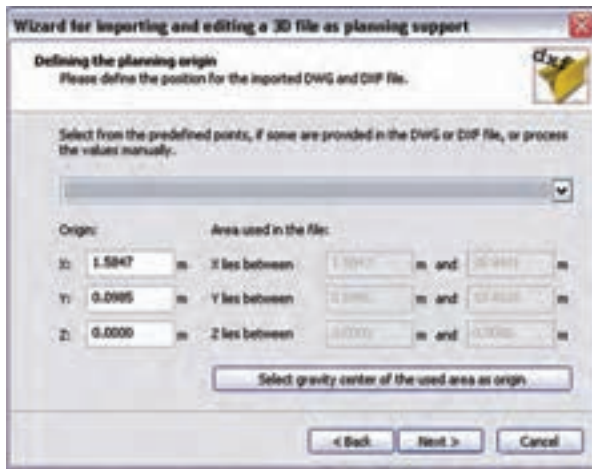 Wizard for importing and editing a 3D file as planning support
dxf
Defining the planning origin
Please define the position for the imported DWG and DXF file.
Select from the predefined points, if some are provided in the DWG or DXF file, or process
the values manually.
Origin: Area used in the file:
X: 1.5847 m X lies between m and m
Y: 0.0985 m Y lies between m and m
Z: 0.0000 m Z lies between 0.0000 m and m
Select gravity center of the used area as origin
< Back Next > Cancel